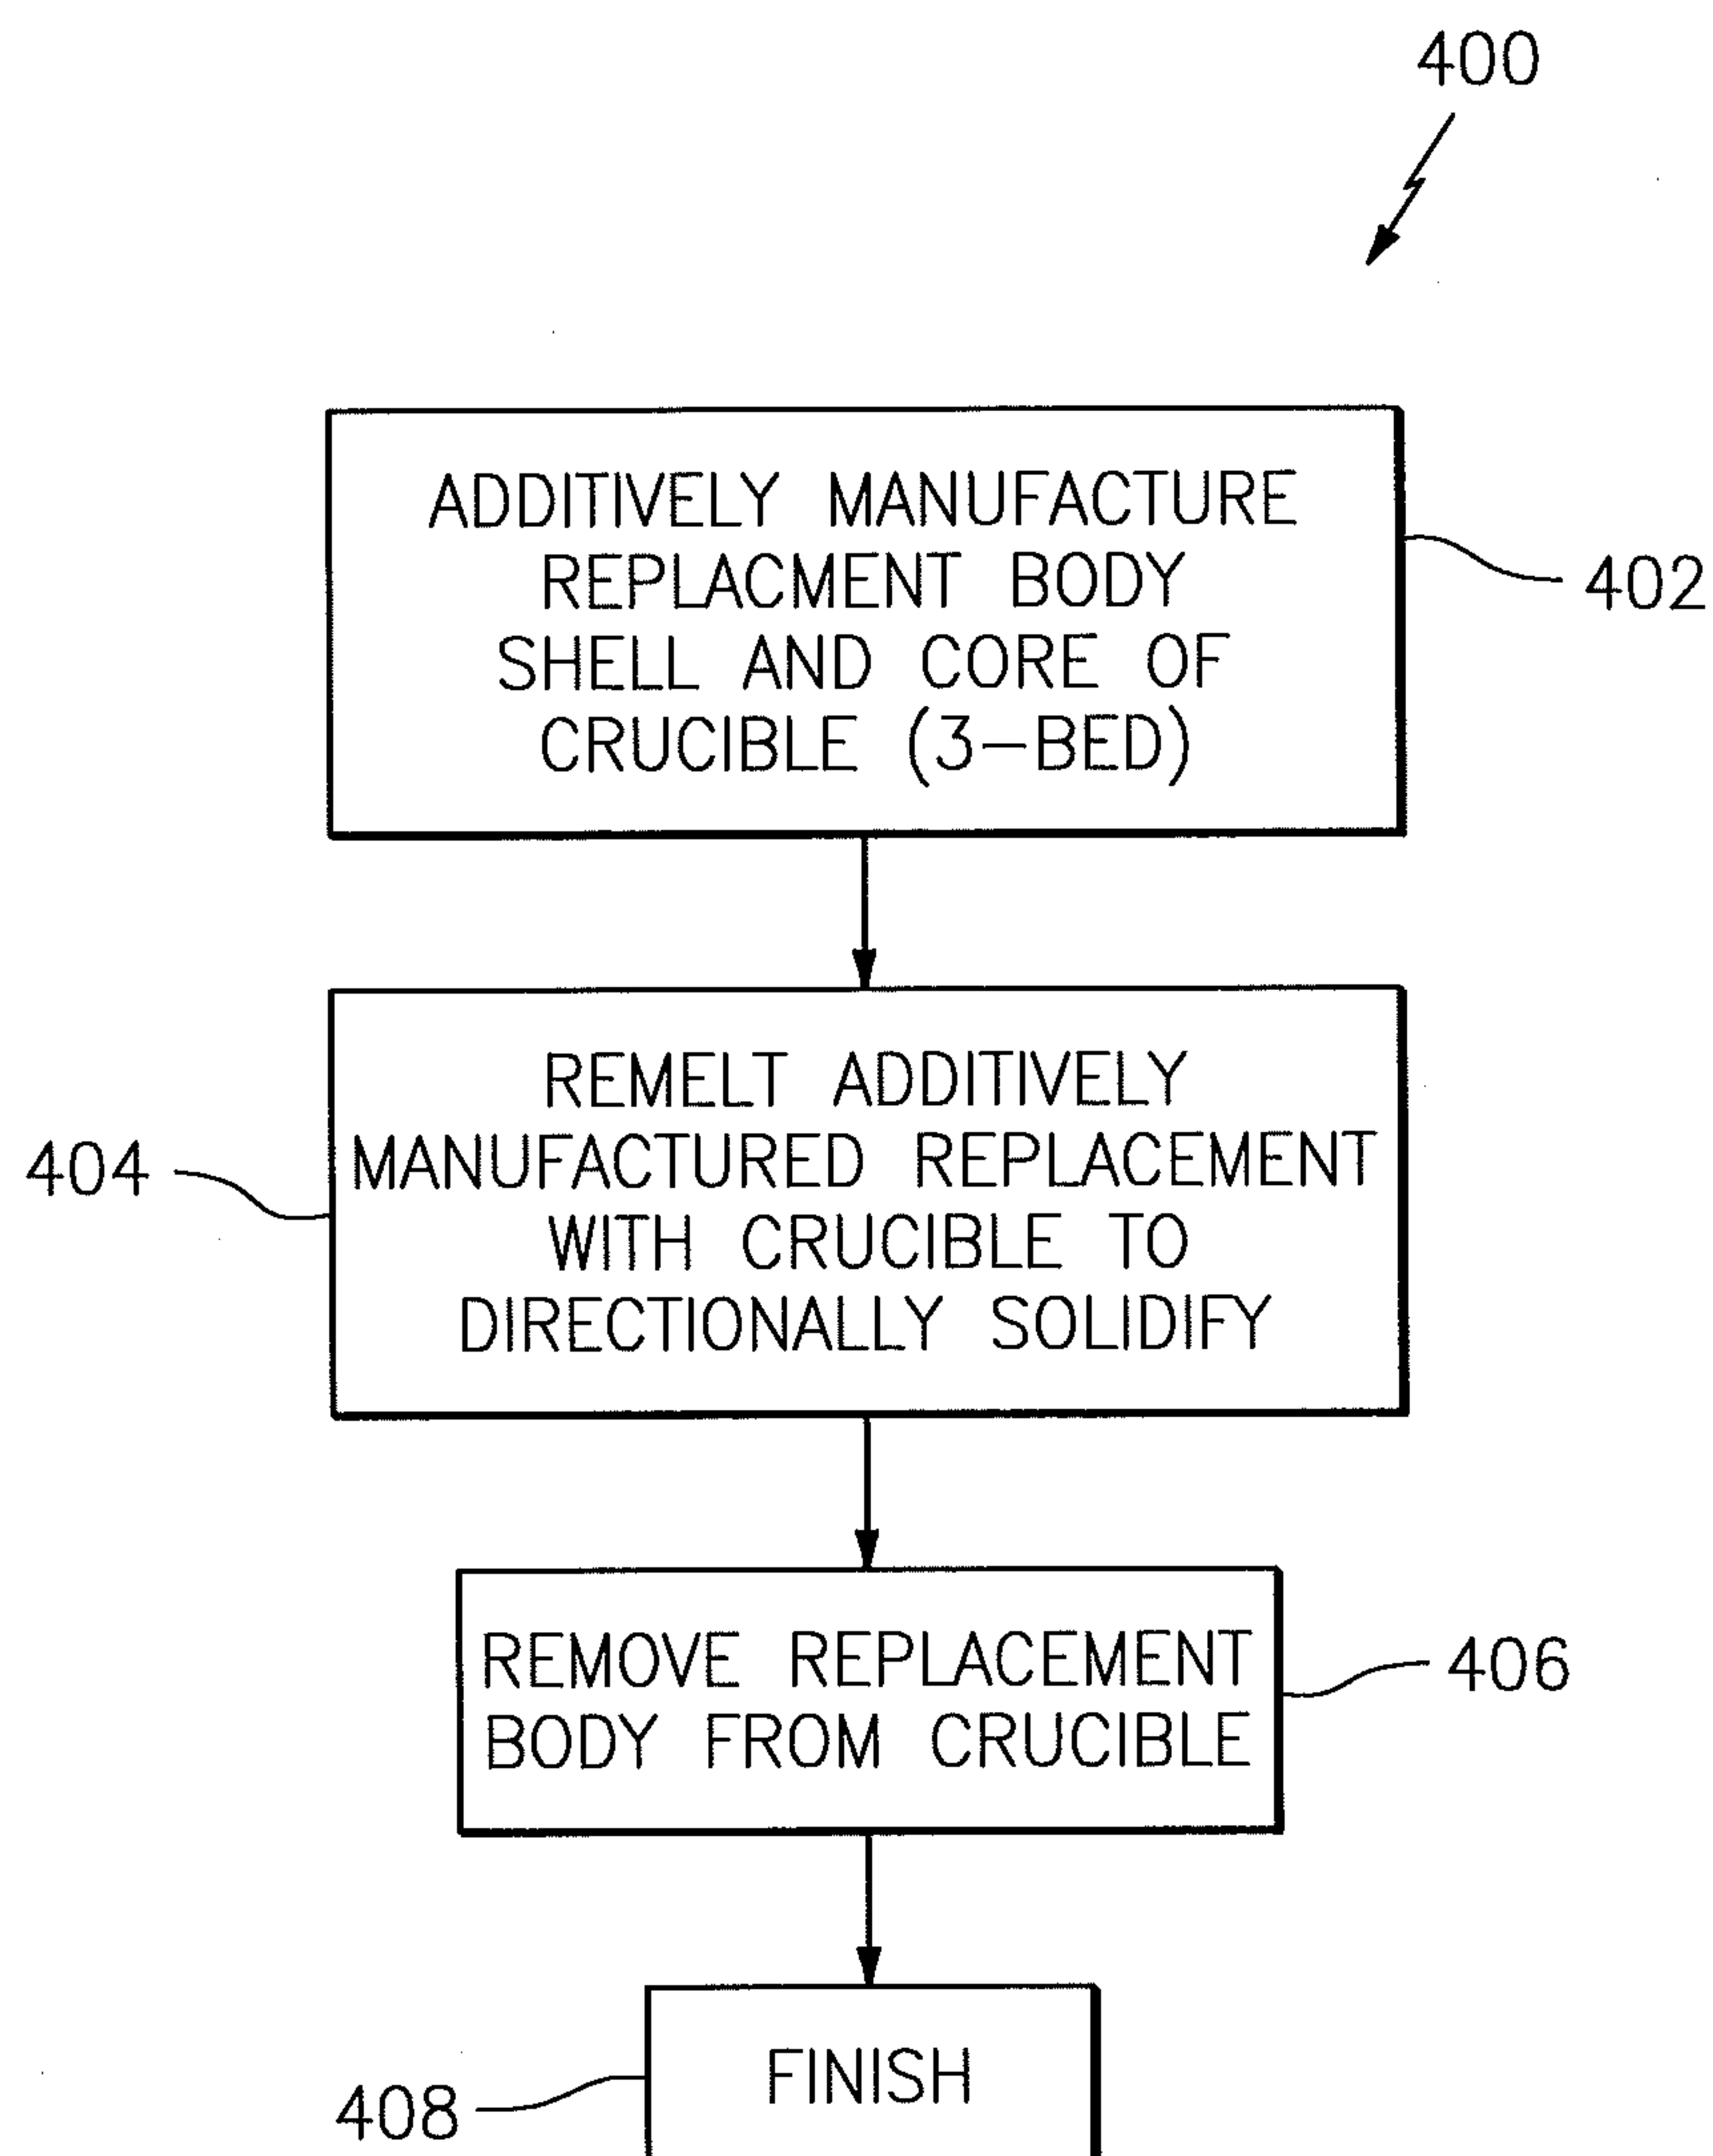 400
ADDITIVELY MANUFACTURE
REPLACMENT BODY
SHELL AND CORE OF
CRUCIBLE (3-BED)
402
REMELT ADDITIVELY
MANUFACTURED REPLACEMENT
WITH CRUCIBLE TO
DIRECTIONALLY SOLIDIFY
404
REMOVE REPLACEMENT
BODY FROM CRUCIBLE
406
FINISH
408